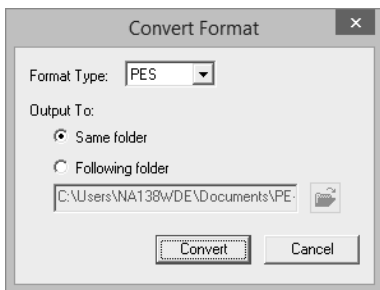 Convert Format
Format Type: PES
Output To:
Same folder
Following folder
C:\Users\NA138WDE\Documents\PE-
Convert Cancel